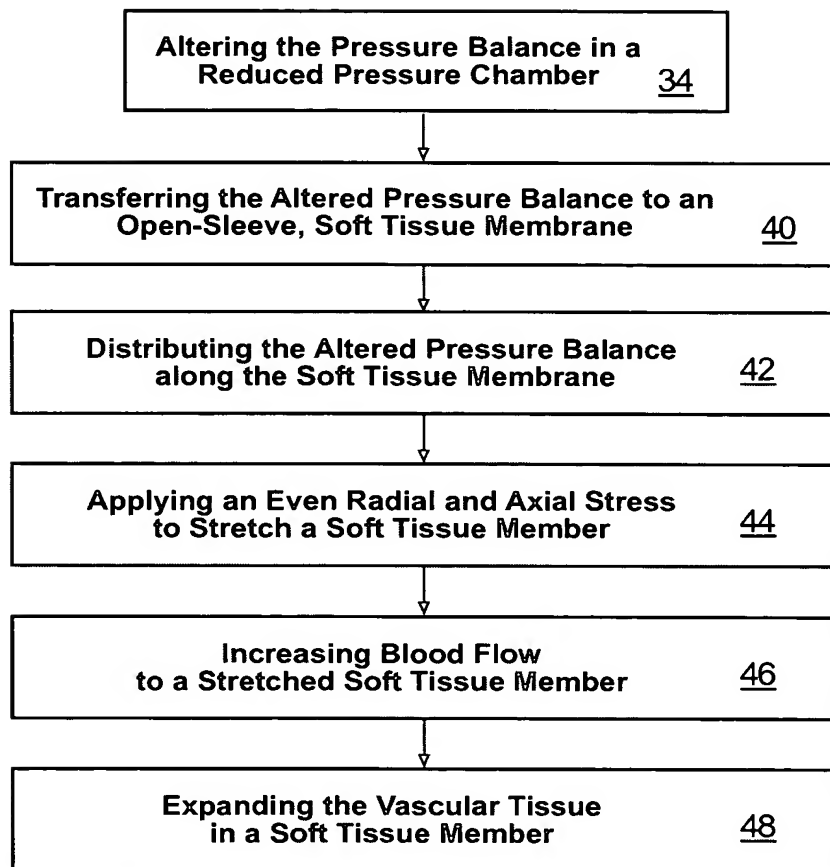 Altering the Pressure Balance in a
Reduced Pressure Chamber
34
Transferring the Altered Pressure Balance to an
Open-Sleeve, Soft Tissue Membrane
40
Distributing the Altered Pressure Balance
along the Soft Tissue Membrane
42
Applying an Even Radial and Axial Stress
to Stretch a Soft Tissue Member
44
Increasing Blood Flow
to a Stretched Soft Tissue Member
46
Expanding the Vascular Tissue
in a Soft Tissue Member
48